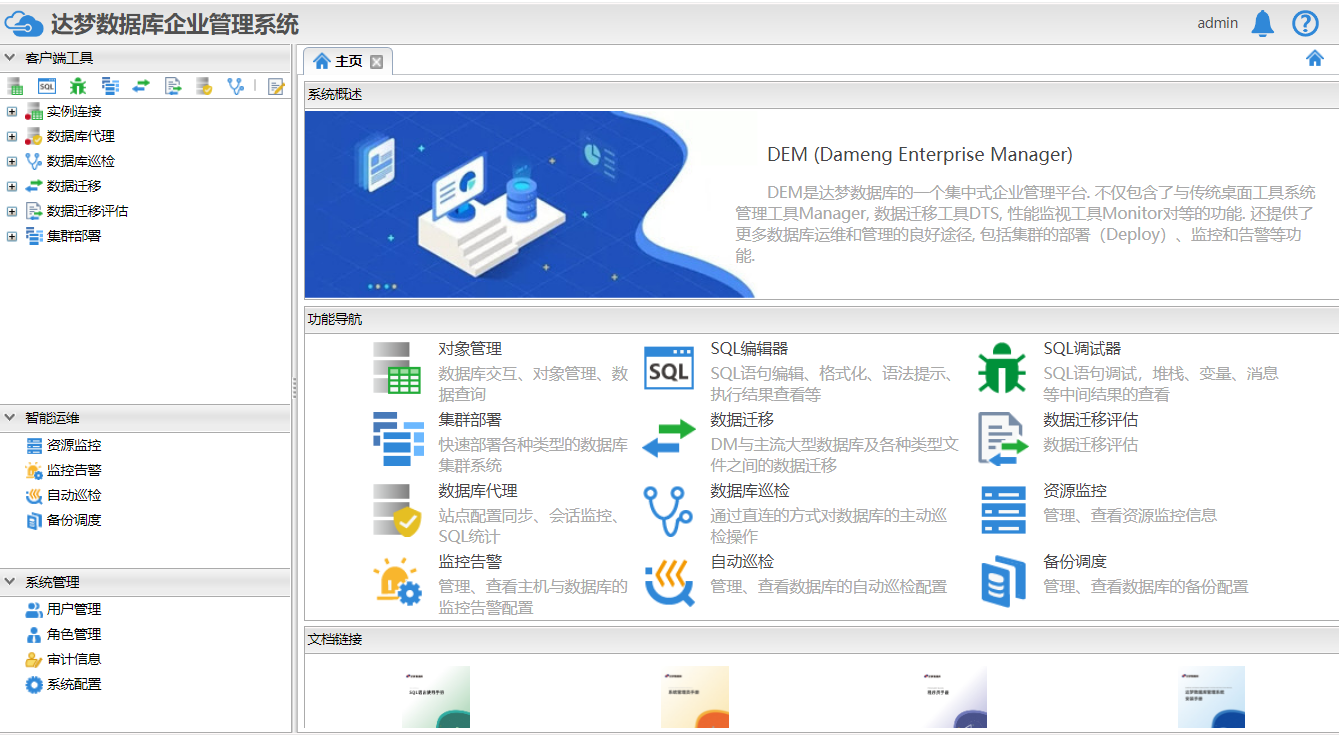 达梦数据库企业管理系统
admin
客户端工具
SQL
实例连接
数据库代理
数据库巡检
数据迁移
数据迁移评估
集群部署
智能运维
资源监控
监控告警
自动巡检
备份调度
系统管理
用户管理
角色管理
审计信息
系统配置
主页
系统概述
DEM (Dameng Enterprise Manager)
DEM是达梦数据库的一个集中式企业管理平台. 不仅包含了与传统桌面工具系统
管理工具Manager, 数据迁移工具DTS, 性能监视工具Monitor对等的功能. 还提供了
更多数据库运维和管理的良好途径, 包括集群的部署（Deploy）、监控和告警等功
能.
功能导航
对象管理
数据库交互、对象管理、数
据查询
SQL
SQL编辑器
SQL语句编辑、格式化、语法提示、
执行结果查看等
SQL调试器
SQL语句调试，堆栈、变量、消息
等中间结果的查看
集群部署
快速部署各种类型的数据库
集群系统
数据迁移
DM与主流大型数据库及各种类型文
件之间的数据迁移
数据迁移评估
数据迁移评估
数据库代理
站点配置同步、会话监控、
SQL统计
数据库巡检
通过直连的方式对数据库的主动巡
检操作
资源监控
管理、查看资源监控信息
监控告警
管理、查看主机与数据库的
监控告警配置
自动巡检
管理、查看数据库的自动巡检配置
备份调度
管理、查看数据库的备份配置
文档链接